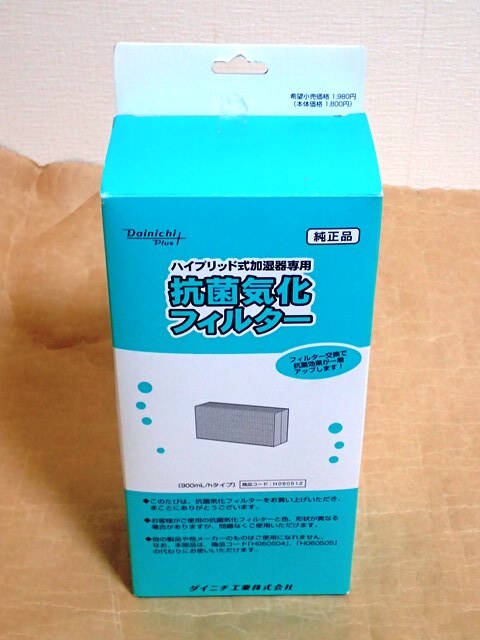 希望小売価格 1,980円
(本体価格 1,800円)
Dainichi
Plus
純正品
ハイブリッド式加湿器専用
抗菌気化
フィルター
フィルター交換で
抗菌効果が一層
アップします!
(900mL/hタイプ) 商品コード:H060512
◆このたびは、抗菌気化フィルターをお買い上げいただき、
まことにありがとうございます。
◆お客様がご使用の抗菌気化フィルターと色、形状が異なる
場合がありますが、問題なくご使用いただけます。
◆他の製品や他メーカーのものはご使用になれません。
なお、本部品は、商品コード「H060504」、「H060505」
の代わりにお使いいただけます。
ダイニチ工業株式会社